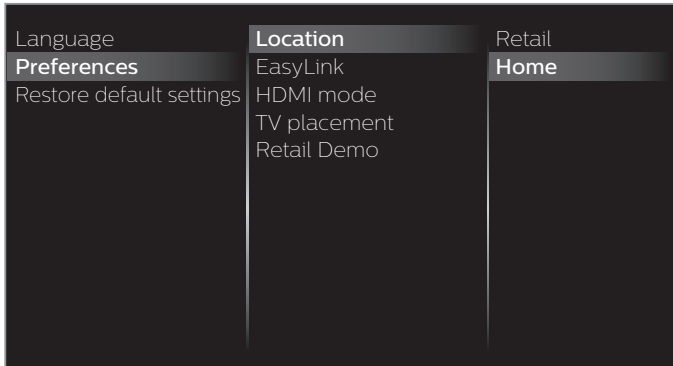 Language
Preferences
Restore default settings
Location
EasyLink
HDMI mode
TV placement
Retail Demo
Retail
Home